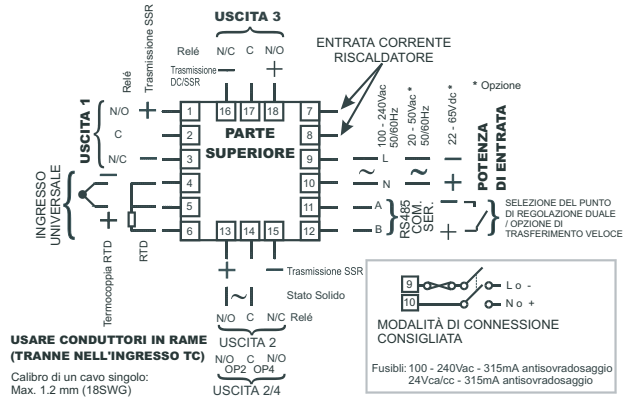 USCITA 3
Relé N/C C N/O
Trasmissione
DC/SSR
− +
ENTRATA CORRENTE
RISCALDATORE
Relé
Trasmissione SSR
USCITA 1
N/O +
C
N/C −
16 17 18
1
2
3
4
5
6
7
8
9
10
11
12
13 14 15
PARTE
SUPERIORE
INGRESSO
UNIVERSALE
−
+
Termocoppia RTD
RTD
100 - 240Vac
50/60Hz
20 - 50Vac *
50/60Hz
22 - 65Vdc *
* Opzione
POTENZA
DI ENTRATA
L ~ ~ −
N +
A
B
RS485
COM.
SER.
−
+
SELEZIONE DEL PUNTO
DI REGOLAZIONE DUALE
/ OPZIONE DI
TRASFERIMENTO VELOCE
+ − Trasmissione SSR
~ Stato Solido
N/O C N/C Relé
USCITA 2
N/O C N/O
OP2 OP4
USCITA 2/4
USARE CONDUTTORI IN RAME
(TRANNE NELL'INGRESSO TC)
Calibro di un cavo singolo:
Max. 1.2 mm (18SWG)
9 Lo -
10 No +
MODALITÀ DI CONNESSIONE
CONSIGLIATA
Fusibli: 100 - 240Vac - 315mA antisovradosaggio
24Vca/cc - 315mA antisovradosaggio